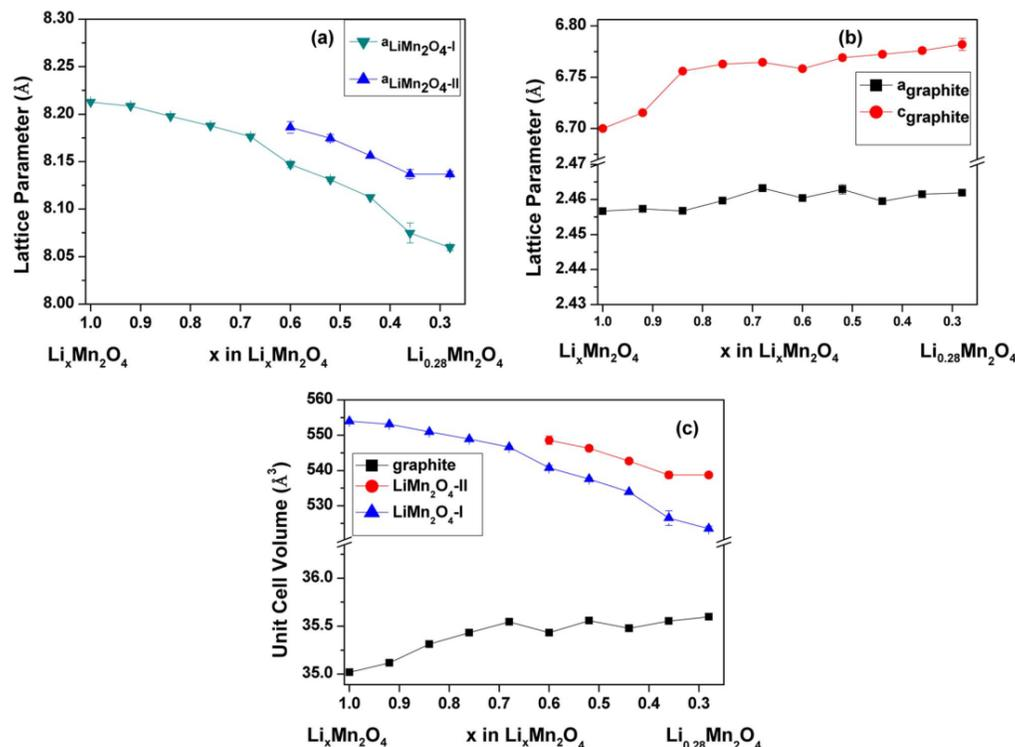 (a)
a LiMn₂O₄-I
a LiMn₂O₄-II
Lattice Parameter (Å)
8.30
8.25
8.20
8.15
8.10
8.05
8.00
1.0 0.9 0.8 0.7 0.6 0.5 0.4 0.3
LiₓMn₂O₄ x in LiₓMn₂O₄ Li₀.₂₈Mn₂O₄
(b)
a graphite
c graphite
Lattice Parameter (Å)
6.80
6.75
6.70
2.47
2.46
2.45
2.44
2.43
1.0 0.9 0.8 0.7 0.6 0.5 0.4 0.3
LiₓMn₂O₄ x in LiₓMn₂O₄ Li₀.₂₈Mn₂O₄
(c)
graphite
LiMn₂O₄-II
LiMn₂O₄-I
Unit Cell Volume (Å³)
560
550
540
530
36.0
35.5
35.0
1.0 0.9 0.8 0.7 0.6 0.5 0.4 0.3
LiₓMn₂O₄ x in LiₓMn₂O₄ Li₀.₂₈Mn₂O₄